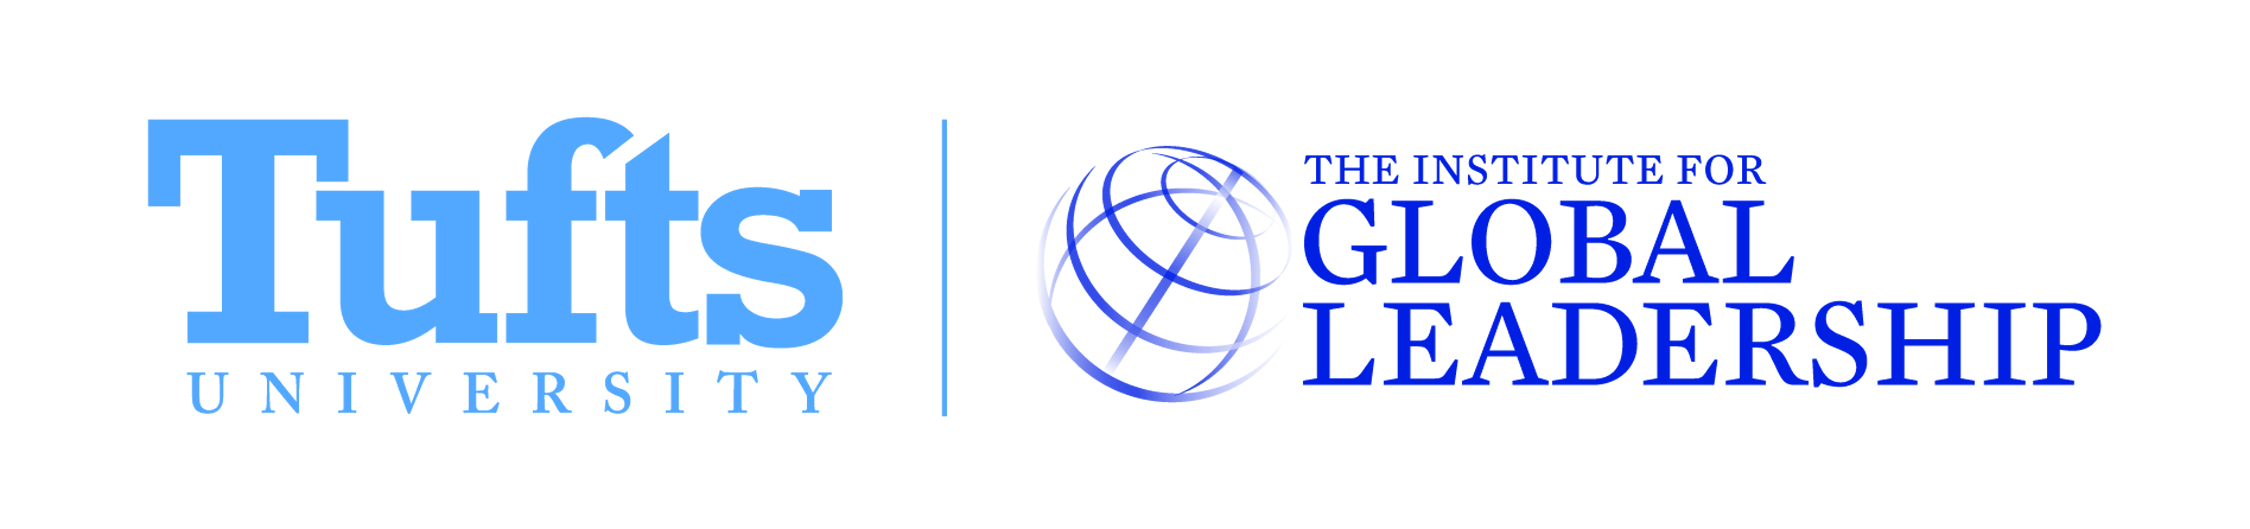 Tufts
UNIVERSITY
THE INSTITUTE FOR
GLOBAL
LEADERSHIP